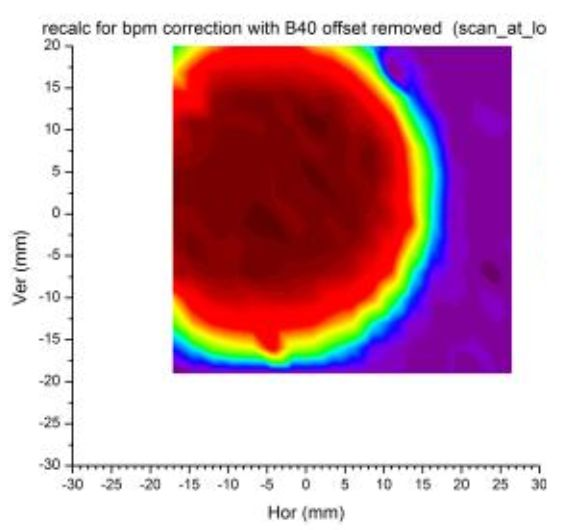 recalc for bpm correction with B40 offset removed (scan_at_lo
20
15
10
5
0
-5
-10
-15
-20
-25
-30
Ver (mm)
-30 -25 -20 -15 -10 -5 0 5 10 15 20 25 30
Hor (mm)